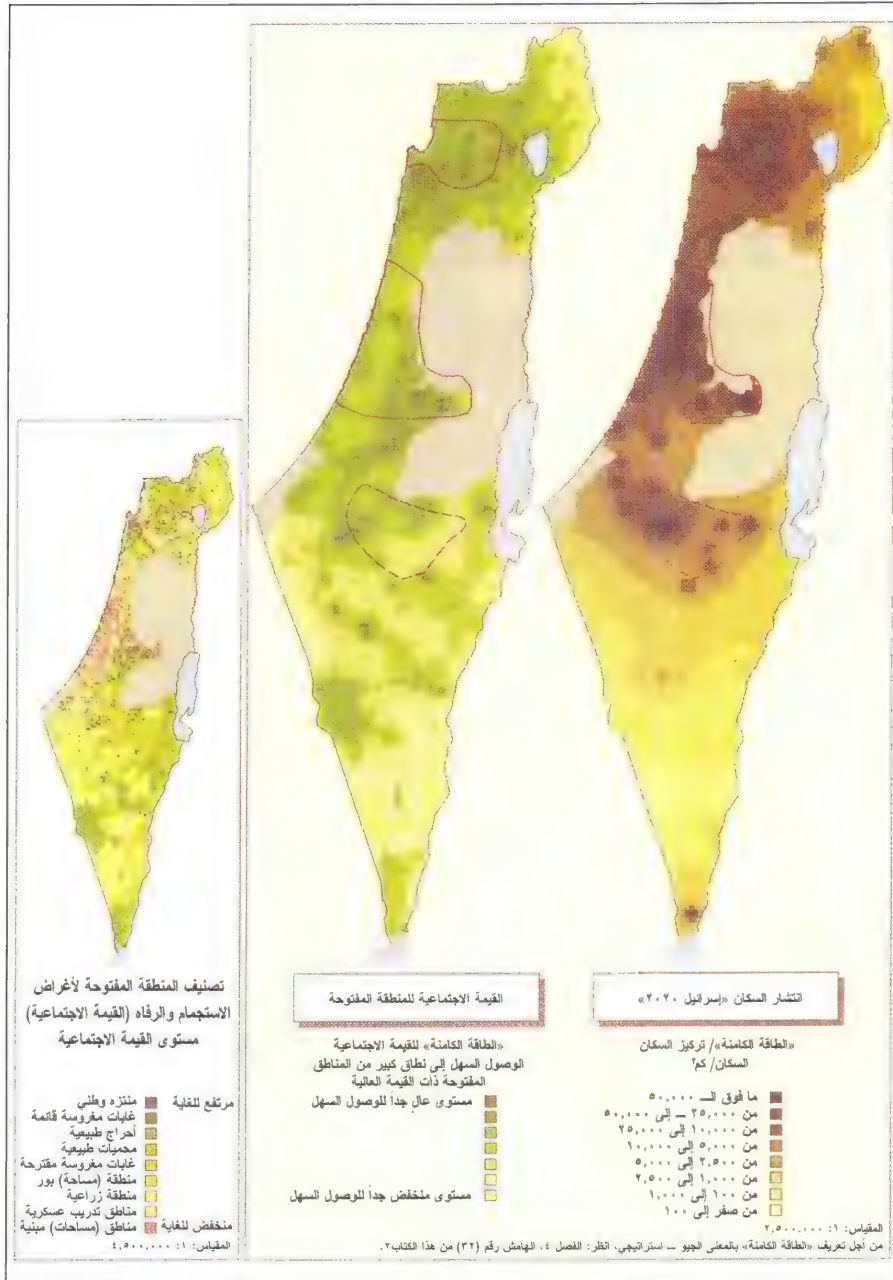 انتشار السكان «إسرائيل ٢٠٢٠»
«الطاقة الكامنة»/ تركيز السكان
السكان/ كم٢
ما فوق الـ ٥٠,٠٠٠
من ٢٥,٠٠٠ – إلى ٥٠,٠٠٠
من ١٠,٠٠٠ إلى ٢٥,٠٠٠
من ٥,٠٠٠ إلى ١٠,٠٠٠
من ٢,٥٠٠ إلى ٥,٠٠٠
من ١,٠٠٠ إلى ٢,٥٠٠
من ١٠٠ إلى ١,٠٠٠
من صفر إلى ١٠٠
المقياس: ١: ٢,٥٠٠,٠٠٠
القيمة الاجتماعية للمنطقة المفتوحة
«الطاقة الكامنة» للقيمة الاجتماعية
الوصول السهل إلى نطاق كبير من المناطق
المفتوحة ذات القيمة العالية
مستوى عال جداً للوصول السهل
مستوى منخفض جداً للوصول السهل
تصنيف المنطقة المفتوحة لأغراض
الاستجمام والرفاه (القيمة الاجتماعية)
مستوى القيمة الاجتماعية
مرتفع للغاية منتزه وطني
غابات مغروسة قائمة
أحراج طبيعية
محميات طبيعية
غابات مغروسة مقترحة
منطقة (مساحة) بور
منطقة زراعية
مناطق تدريب عسكرية
منخفض للغاية مناطق (مساحات) مبنية
المقياس: ١: ٤,٥٠٠,٠٠٠
من أجل تعريف «الطاقة الكامنة» بالمعنى الجيو – استراتيجي، انظر: الفصل ٤، الهامش رقم (٣٢) من هذا الكتاب٢.